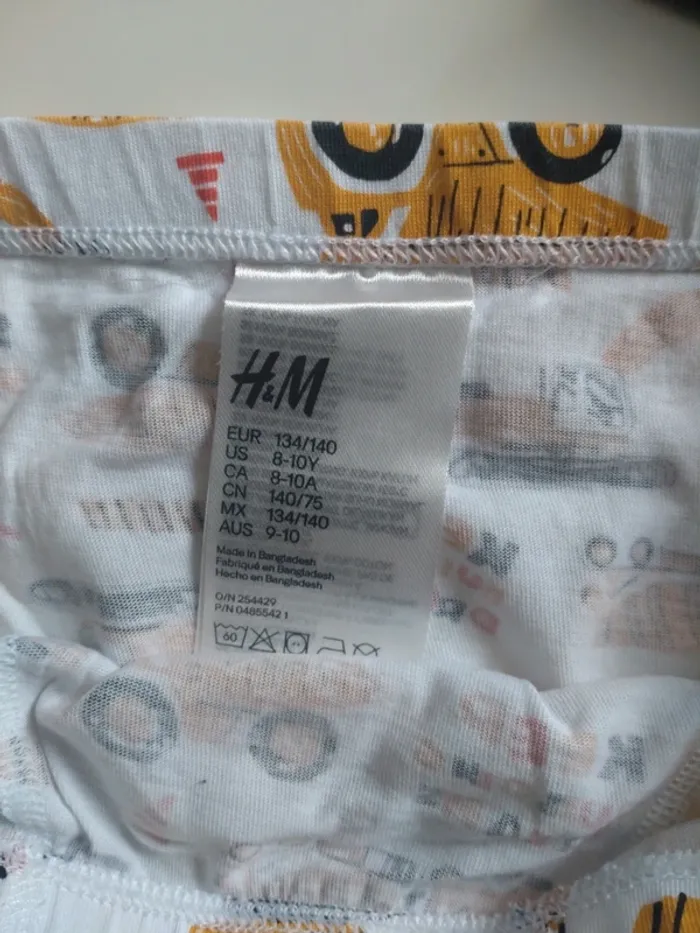 H&M
EUR 134/140
US 8-10Y
CA 8-10A
CN 140/75
MX 134/140
AUS 9-10
Made in Bangladesh
Fabriqué en Bangladesh
Hecho en Bangladesh
O/N 254429
P/N 0485542 1
60